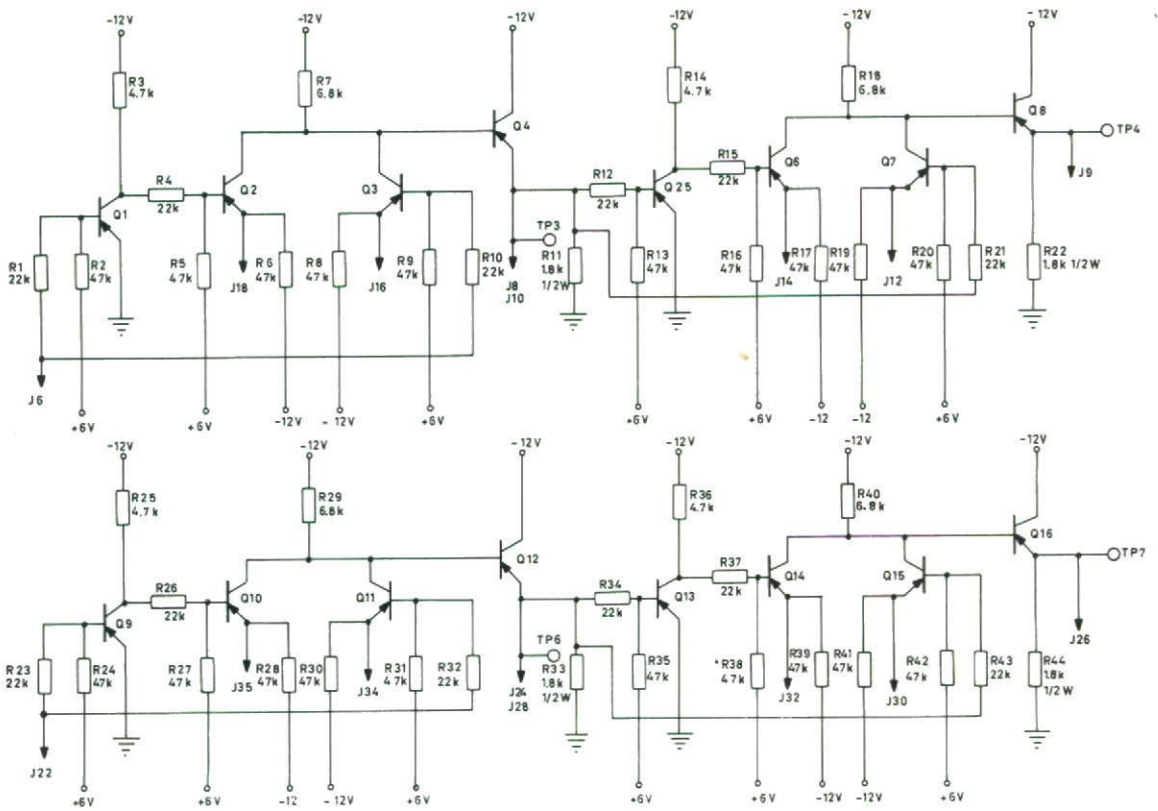 -12V
-12V
-12V
-12V
-12V
-12V
R3
4.7k
R7
6.8k
R14
4.7k
R18
6.8k
Q4
Q8
TP4
R4
22k
Q2
Q3
R12
22k
Q25
R15
22k
Q6
Q7
J9
Q1
R1
22k
R2
47k
R5
47k
R6
47k
J18
R8
47k
J16
R9
47k
R10
22k
TP3
J8
J10
R11
1.8k
1/2W
R13
47k
R16
47k
R17
47k
J14
R19
47k
J12
R20
47k
R21
22k
R22
1.8k 1/2W
J6
+6V
+6V
-12V
-12V
+6V
+6V
+6V
-12
-12
+6V
-12V
-12V
-12V
-12V
-12V
-12V
R25
4.7k
R29
6.8k
R36
4.7k
R40
6.8k
Q12
Q16
TP7
R26
22k
Q10
Q11
R34
22k
Q13
R37
22k
Q14
Q15
Q9
R23
22k
R24
47k
R27
47k
R28
47k
J35
R30
47k
J34
R31
4.7k
R32
22k
TP6
J24
J28
R33
1.8k
1/2W
R35
47k
R38
47k
R39
47k
J32
R41
47k
J30
R42
47k
R43
22k
R44
1.8k
1/2W
J26
J22
+6V
+6V
-12
-12V
+6V
+6V
+6V
-12V
-12V
+6V